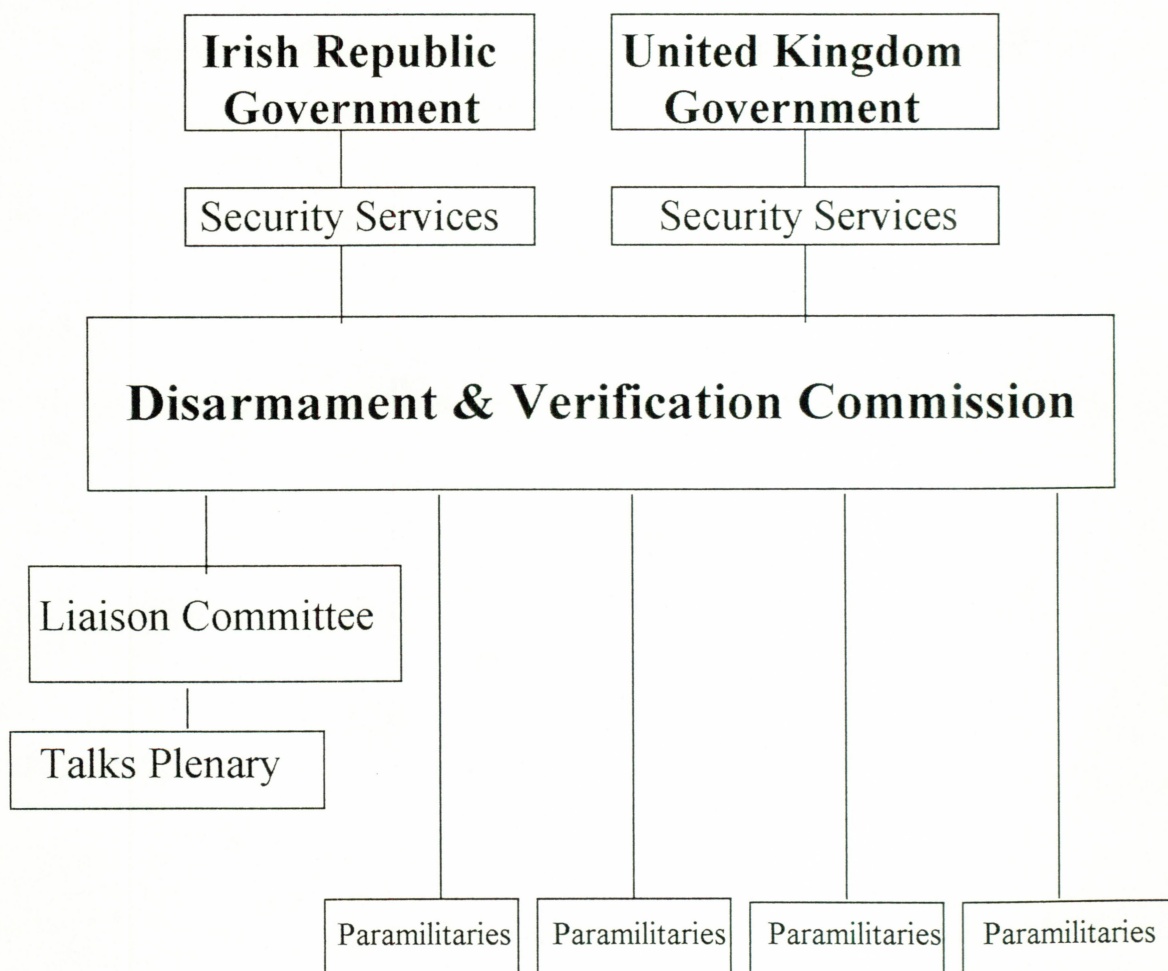 Irish Republic
Government
United Kingdom
Government
Security Services
Security Services
Disarmament & Verification Commission
Liaison Committee
Talks Plenary
Paramilitaries
Paramilitaries
Paramilitaries
Paramilitaries